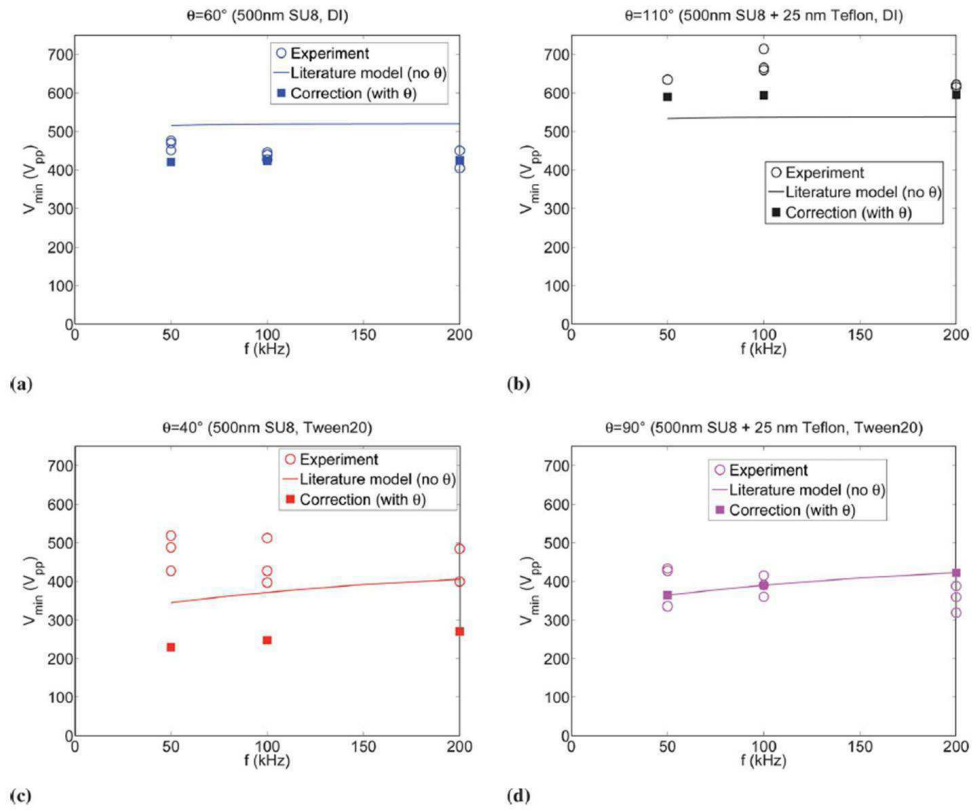 θ=60° (500nm SU8, DI)
700
600
500
400
300
200
100
0
V_min (V_pp)
Experiment
Literature model (no θ)
Correction (with θ)
0 50 100 150 200
f (kHz)
(a)
θ=110° (500nm SU8 + 25 nm Teflon, DI)
700
600
500
400
300
200
100
0
V_min (V_pp)
Experiment
Literature model (no θ)
Correction (with θ)
0 50 100 150 200
f (kHz)
(b)
θ=40° (500nm SU8, Tween20)
700
600
500
400
300
200
100
0
V_min (V_pp)
Experiment
Literature model (no θ)
Correction (with θ)
0 50 100 150 200
f (kHz)
(c)
θ=90° (500nm SU8 + 25 nm Teflon, Tween20)
700
600
500
400
300
200
100
0
V_min (V_pp)
Experiment
Literature model (no θ)
Correction (with θ)
0 50 100 150 200
f (kHz)
(d)